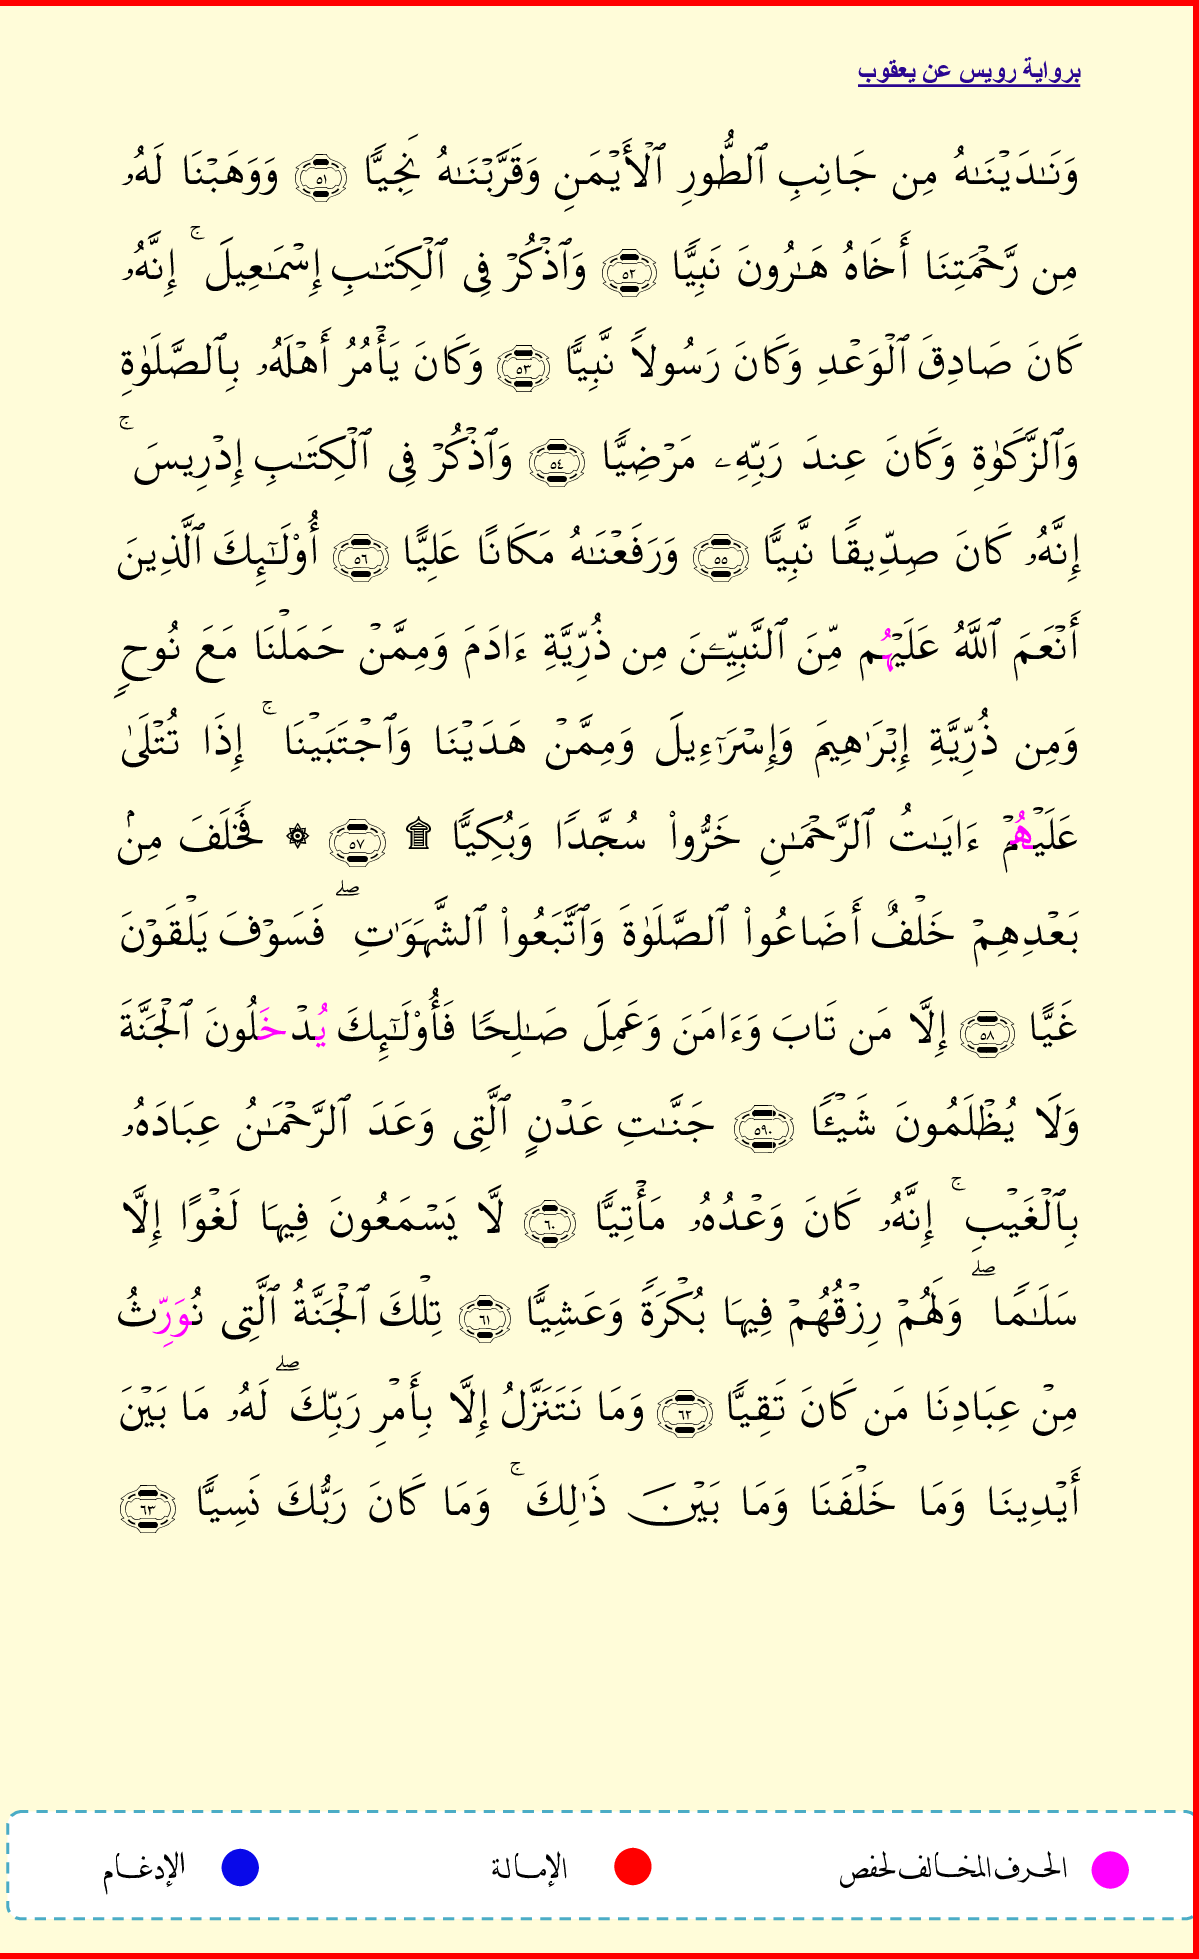 برواية رويس عن يعقوب
وَنَـٰدَيْنَـٰهُ مِن جَانِبِ ٱلطُّورِ ٱلْأَيْمَنِ وَقَرَّبْنَـٰهُ نَجِيًّا ٥١ وَوَهَبْنَا لَهُۥ
مِن رَّحْمَتِنَا أَخَاهُ هَـٰرُونَ نَبِيًّا ٥٢ وَٱذْكُرْ فِى ٱلْكِتَـٰبِ إِسْمَـٰعِيلَ ۚ إِنَّهُۥ
كَانَ صَادِقَ ٱلْوَعْدِ وَكَانَ رَسُولاً نَّبِيًّا ٥٣ وَكَانَ يَأْمُرُ أَهْلَهُۥ بِٱلصَّلَوٰةِ
وَٱلزَّكَوٰةِ وَكَانَ عِندَ رَبِّهِۦ مَرْضِيًّا ٥٤ وَٱذْكُرْ فِى ٱلْكِتَـٰبِ إِدْرِيسَ ۚ
إِنَّهُۥ كَانَ صِدِّيقًا نَّبِيًّا ٥٥ وَرَفَعْنَـٰهُ مَكَانًا عَلِيًّا ٥٦ أُوْلَـٰٓئِكَ ٱلَّذِينَ
أَنْعَمَ ٱللَّهُ عَلَيْهُم مِّنَ ٱلنَّبِيِّـۧنَ مِن ذُرِّيَّةِ ءَادَمَ وَمِمَّنْ حَمَلْنَا مَعَ نُوحٍ
وَمِن ذُرِّيَّةِ إِبْرَٰهِيمَ وَإِسْرَٰٓءِيلَ وَمِمَّنْ هَدَيْنَا وَٱجْتَبَيْنَا ۚ إِذَا تُتْلَىٰ
عَلَيْهُمْ ءَايَـٰتُ ٱلرَّحْمَـٰنِ خَرُّوا۟ سُجَّدًا وَبُكِيًّا ۩ ٥٧ ۞ فَخَلَفَ مِنۢ
بَعْدِهِمْ خَلْفٌ أَضَاعُوا۟ ٱلصَّلَوٰةَ وَٱتَّبَعُوا۟ ٱلشَّهَوَٰتِ ۖ فَسَوْفَ يَلْقَوْنَ
غَيًّا ٥٨ إِلَّا مَن تَابَ وَءَامَنَ وَعَمِلَ صَـٰلِحًا فَأُوْلَـٰٓئِكَ يُدْخَلُونَ ٱلْجَنَّةَ
وَلَا يُظْلَمُونَ شَيْـًٔا ٥٩٠ جَنَّـٰتِ عَدْنٍ ٱلَّتِى وَعَدَ ٱلرَّحْمَـٰنُ عِبَادَهُۥ
بِٱلْغَيْبِ ۚ إِنَّهُۥ كَانَ وَعْدُهُۥ مَأْتِيًّا ٦٠ لَّا يَسْمَعُونَ فِيهَا لَغْوًا إِلَّا
سَلَـٰمًا ۖ وَلَهُمْ رِزْقُهُمْ فِيهَا بُكْرَةً وَعَشِيًّا ٦١ تِلْكَ ٱلْجَنَّةُ ٱلَّتِى نُوَرِّثُ
مِنْ عِبَادِنَا مَن كَانَ تَقِيًّا ٦٢ وَمَا نَتَنَزَّلُ إِلَّا بِأَمْرِ رَبِّكَ ۖ لَهُۥ مَا بَيْنَ
أَيْدِينَا وَمَا خَلْفَنَا وَمَا بَيْنَ ذَٰلِكَ ۚ وَمَا كَانَ رَبُّكَ نَسِيًّا ٦٣
الحرف المخالف لحفص الإمالة الإدغام